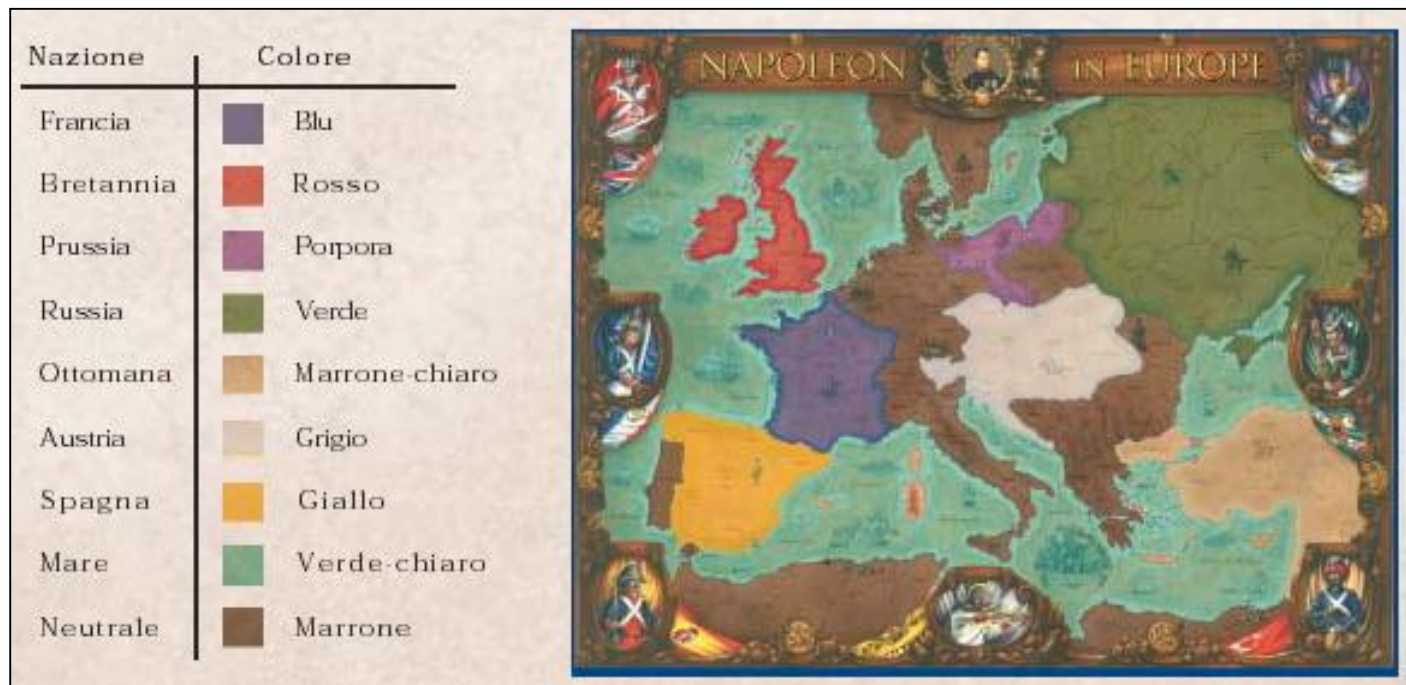 Nazione Colore
Francia Blu
Bretannia Rosso
Prussia Porpora
Russia Verde
Ottomana Marrone-chiaro
Austria Grigio
Spagna Giallo
Mare Verde-chiaro
Neutrale Marrone
NAPOLEON IN EUROPE